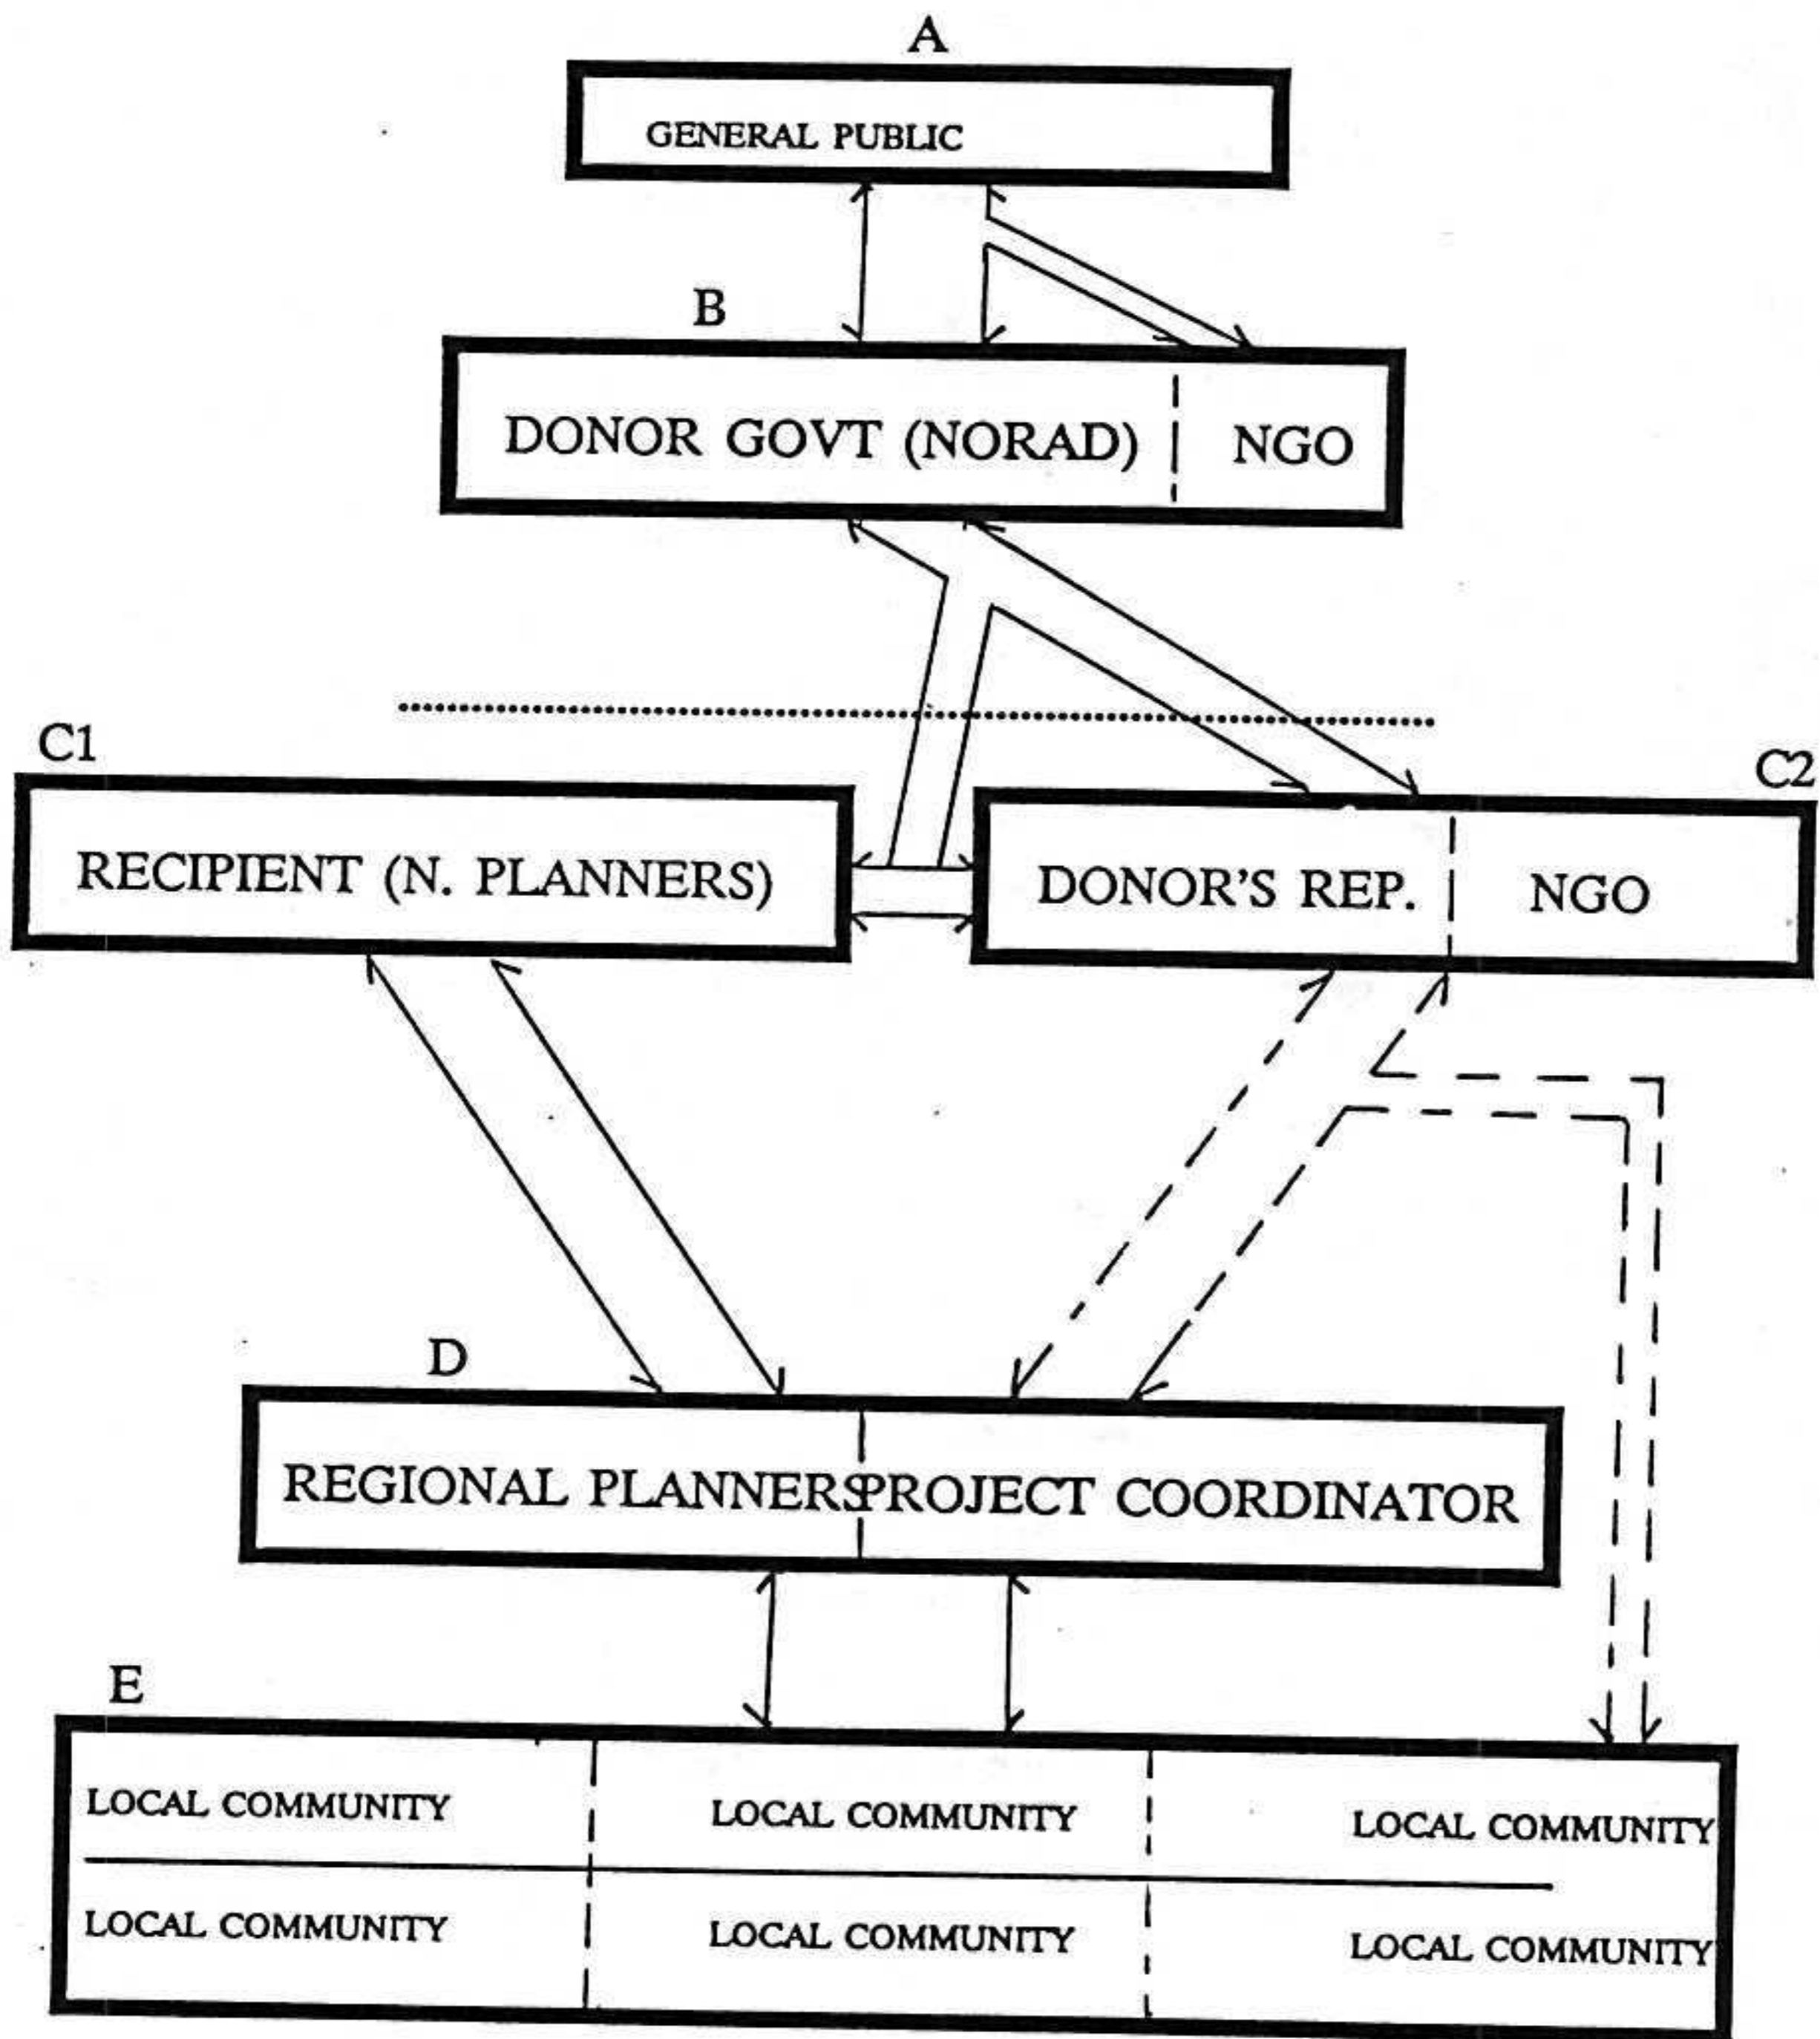 A
GENERAL PUBLIC
B
DONOR GOVT (NORAD) NGO
C1
C2
RECIPIENT (N. PLANNERS)
DONOR'S REP. NGO
D
REGIONAL PLANNERS PROJECT COORDINATOR
E
LOCAL COMMUNITY LOCAL COMMUNITY LOCAL COMMUNITY
LOCAL COMMUNITY LOCAL COMMUNITY LOCAL COMMUNITY